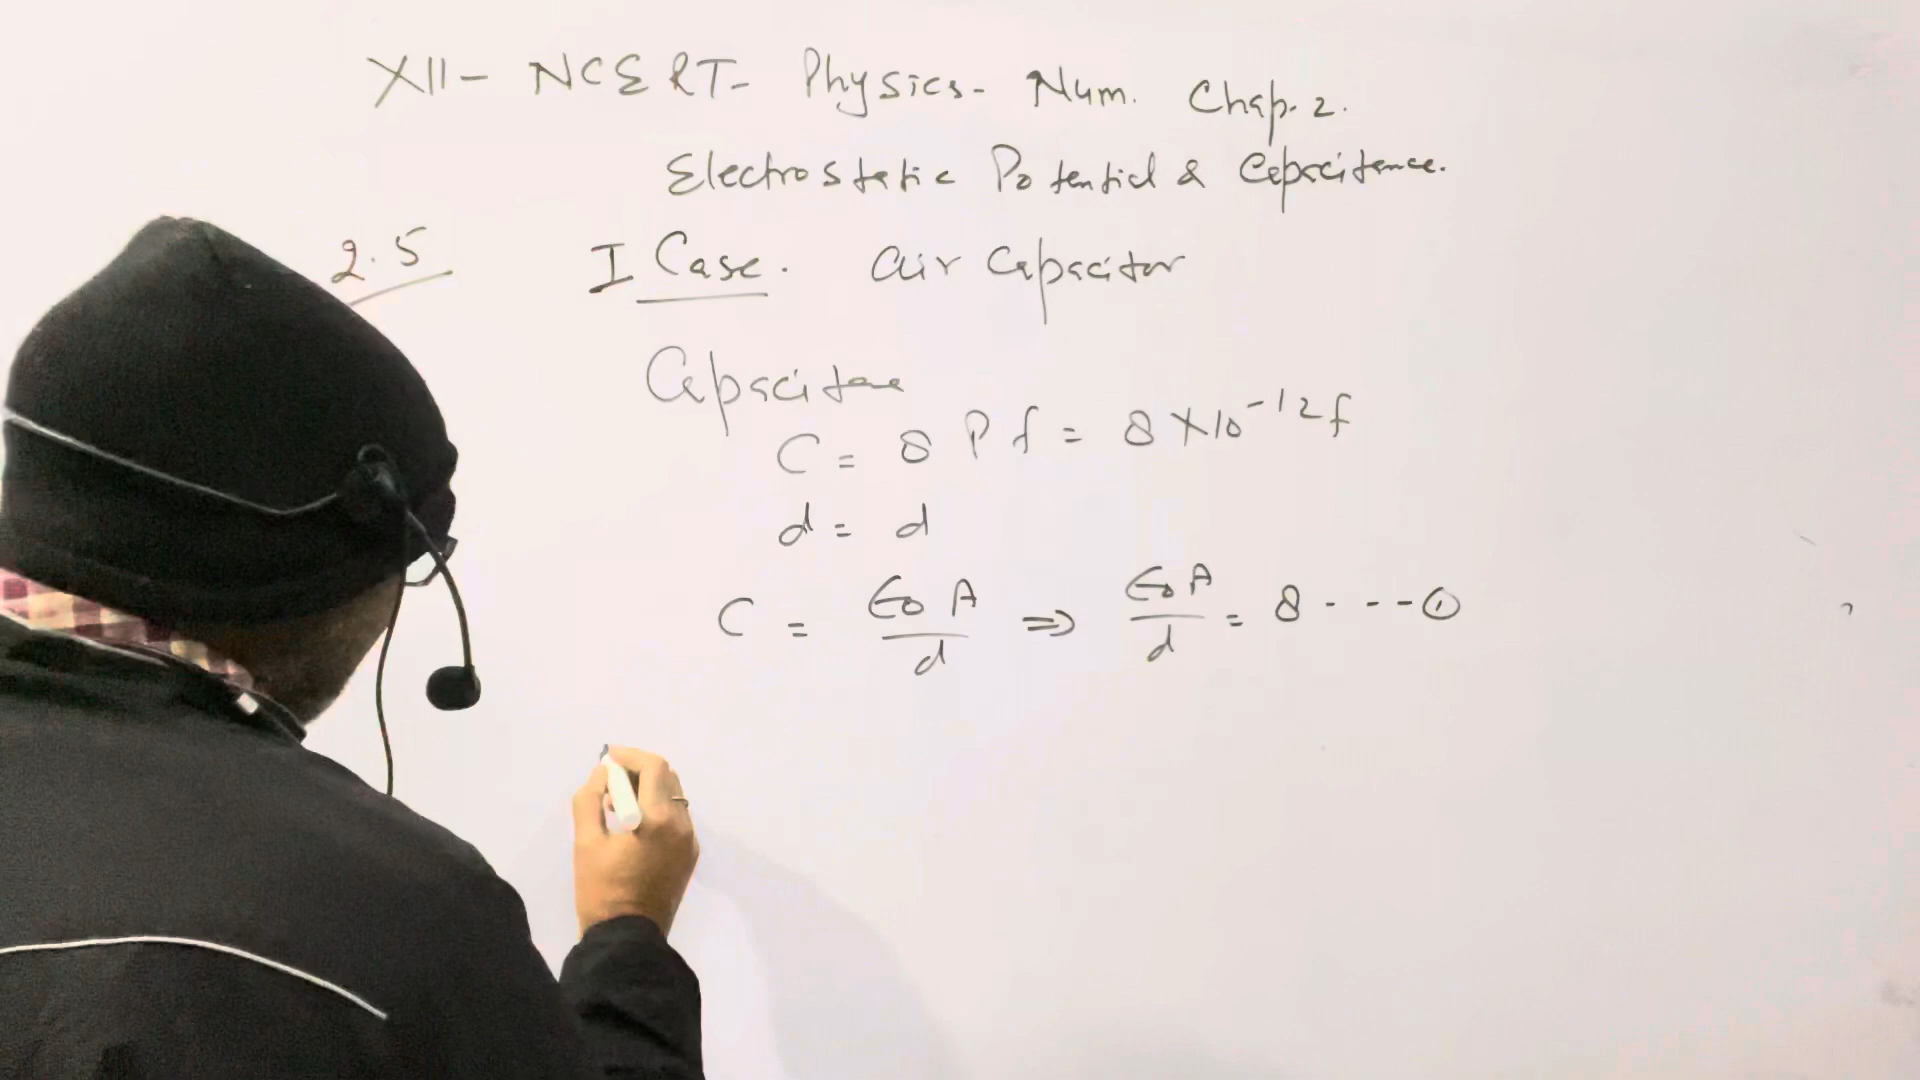 XII - NCERT - Physics - Num. Chap. 2.
Electrostatic Potential & Capacitance.
2.5 I Case. Air Capacitor
Capacitance
C = 8 Pf = 8 × 10⁻¹² f
d = d
C = ε₀A/d ⇒ ε₀A/d = 8 - - - - ①